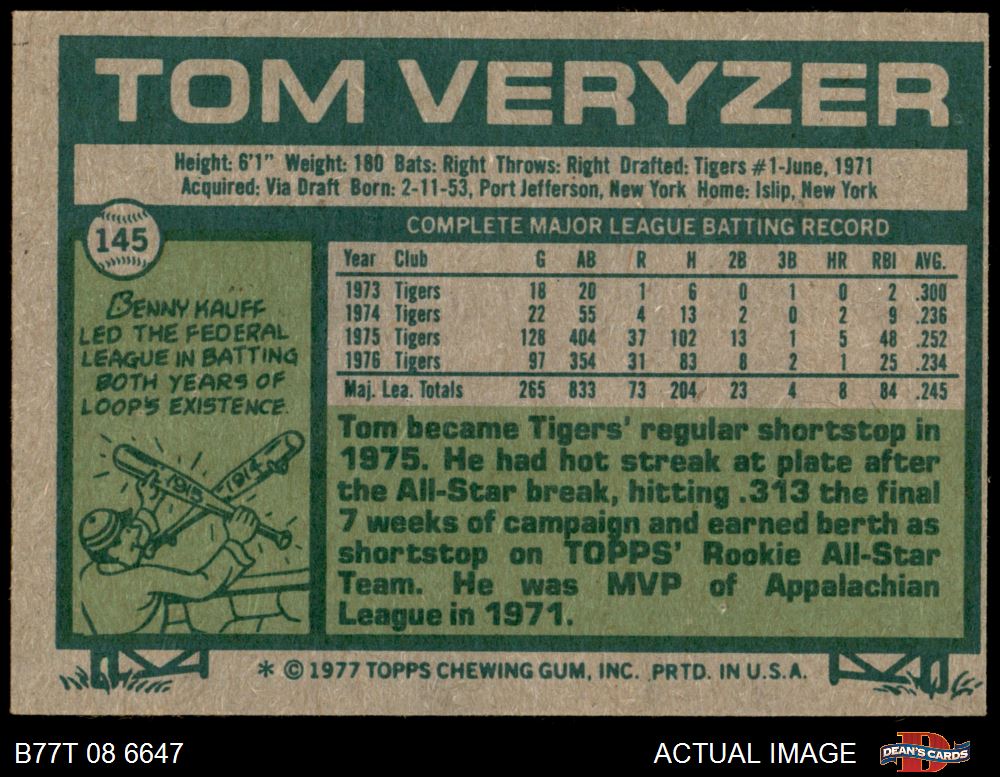 TOM VERYZER
Height: 6'1" Weight: 180 Bats: Right Throws: Right Drafted: Tigers #1-June, 1971
Acquired: Via Draft Born: 2-11-53, Port Jefferson, New York Home: Islip, New York
145
BENNY KAUFF
LED THE FEDERAL
LEAGUE IN BATTING
BOTH YEARS OF
LOOP'S EXISTENCE.
1915 1914
COMPLETE MAJOR LEAGUE BATTING RECORD
Year Club G AB R H 2B 3B HR RBI AVG.
1973 Tigers 18 20 1 6 0 1 0 2 .300
1974 Tigers 22 55 4 13 2 0 2 9 .236
1975 Tigers 128 404 37 102 13 1 5 48 .252
1976 Tigers 97 354 31 83 8 2 1 25 .234
Maj. Lea. Totals 265 833 73 204 23 4 8 84 .245
Tom became Tigers' regular shortstop in
1975. He had hot streak at plate after
the All-Star break, hitting .313 the final
7 weeks of campaign and earned berth as
shortstop on TOPPS' Rookie All-Star
Team. He was MVP of Appalachian
League in 1971.
* © 1977 TOPPS CHEWING GUM, INC. PRTD. IN U.S.A.
B77T 08 6647
ACTUAL IMAGE
DEAN'S CARDS